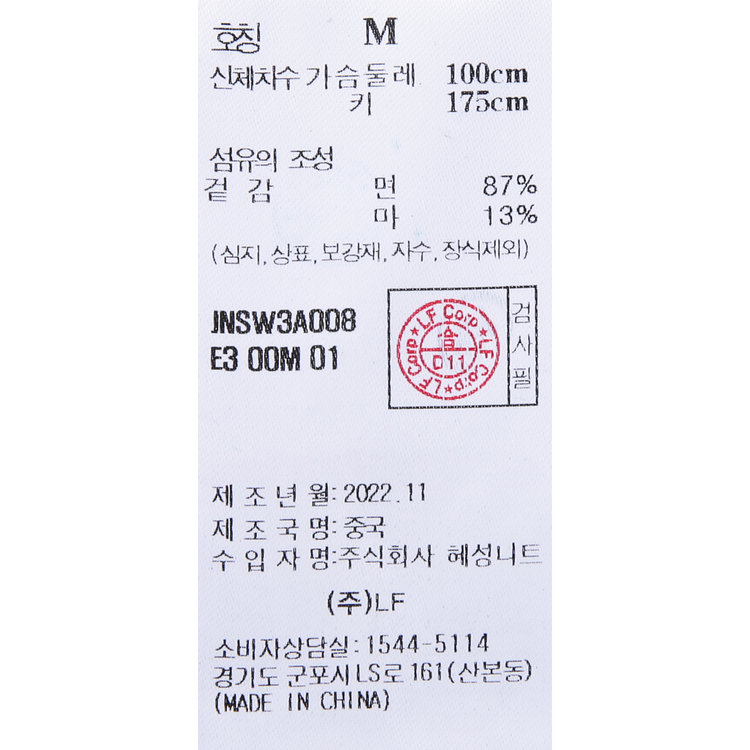 호칭 M
신체치수 가슴둘레 100cm
키 175cm
섬유의 조성
겉감 면 87%
마 13%
(심지,상표,보강재,자수,장식제외)
JNSW3A008
E3 00M 01
LF Corp ★ LF Corp ★ LF Corp ★
합
D11
검사필
제조년월:2022.11
제조국명:중국
수입자명:주식회사 혜성니트
(주)LF
소비자상담실:1544-5114
경기도 군포시 LS로 161(산본동)
(MADE IN CHINA)